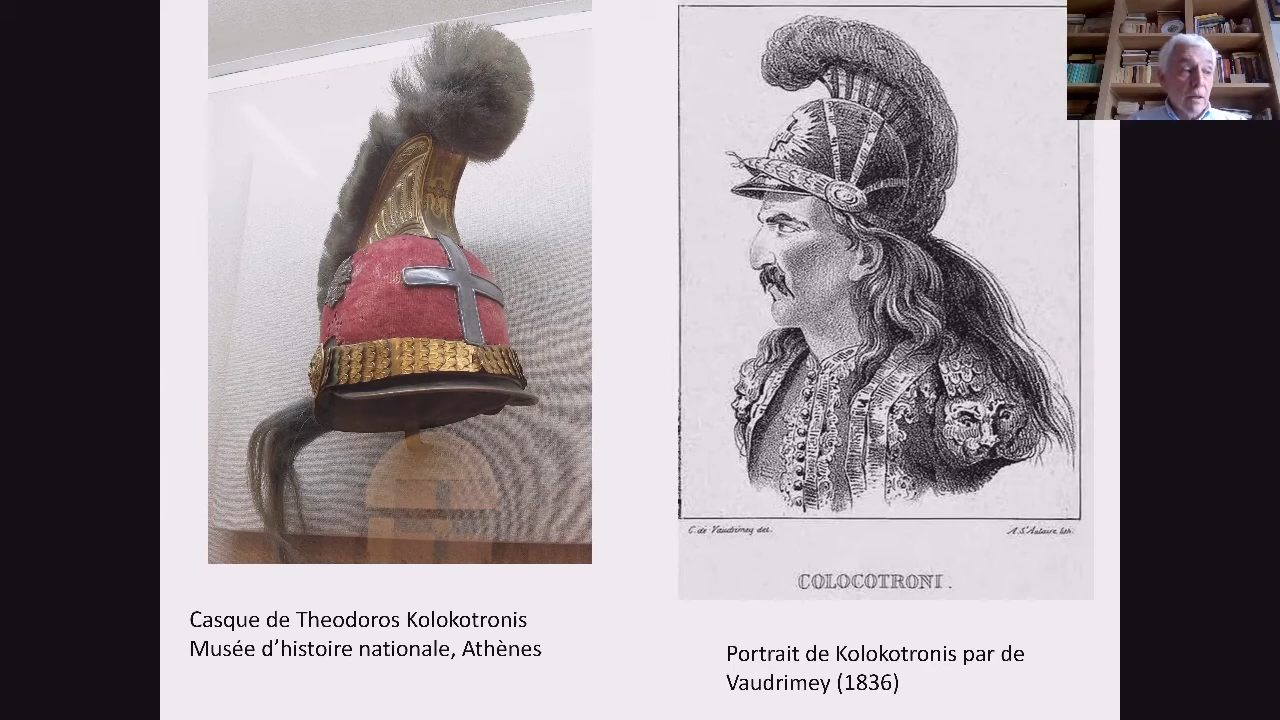 C. de Vaudrimey del.
A. St Aulaire lith.
COLOCOTRONI.
Casque de Theodoros Kolokotronis
Musée d’histoire nationale, Athènes
Portrait de Kolokotronis par de
Vaudrimey (1836)